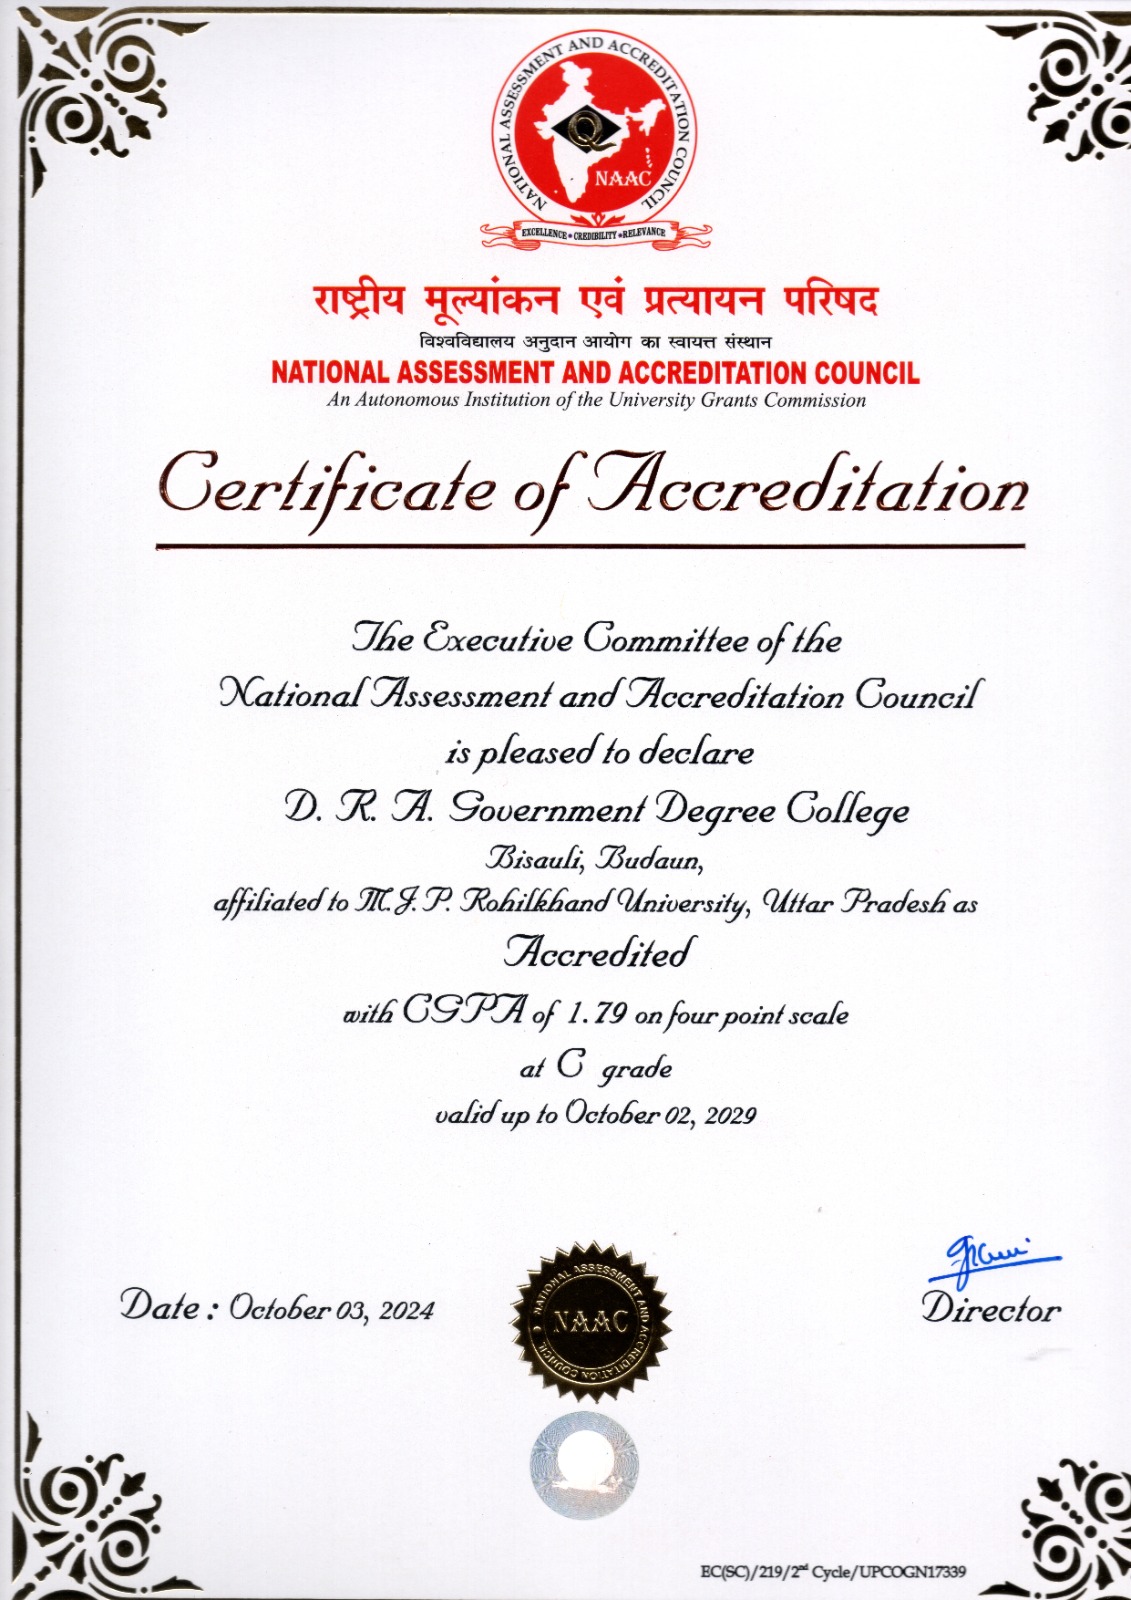 NATIONAL ASSESSMENT AND ACCREDITATION COUNCIL
Q
NAAC
EXCELLENCE • CREDIBILITY • RELEVANCE
राष्ट्रीय मूल्यांकन एवं प्रत्यायन परिषद
विश्वविद्यालय अनुदान आयोग का स्वायत्त संस्थान
NATIONAL ASSESSMENT AND ACCREDITATION COUNCIL
An Autonomous Institution of the University Grants Commission
Certificate of Accreditation
The Executive Committee of the
National Assessment and Accreditation Council
is pleased to declare
D. R. A. Government Degree College
Bisauli, Budaun,
affiliated to M.J.P. Rohilkhand University, Uttar Pradesh as
Accredited
with CGPA of 1.79 on four point scale
at C grade
valid up to October 02, 2029
Date : October 03, 2024
NATIONAL ASSESSMENT AND ACCREDITATION COUNCIL
NAAC
Director
EC(SC)/219/2nd Cycle/UPCOGN17339